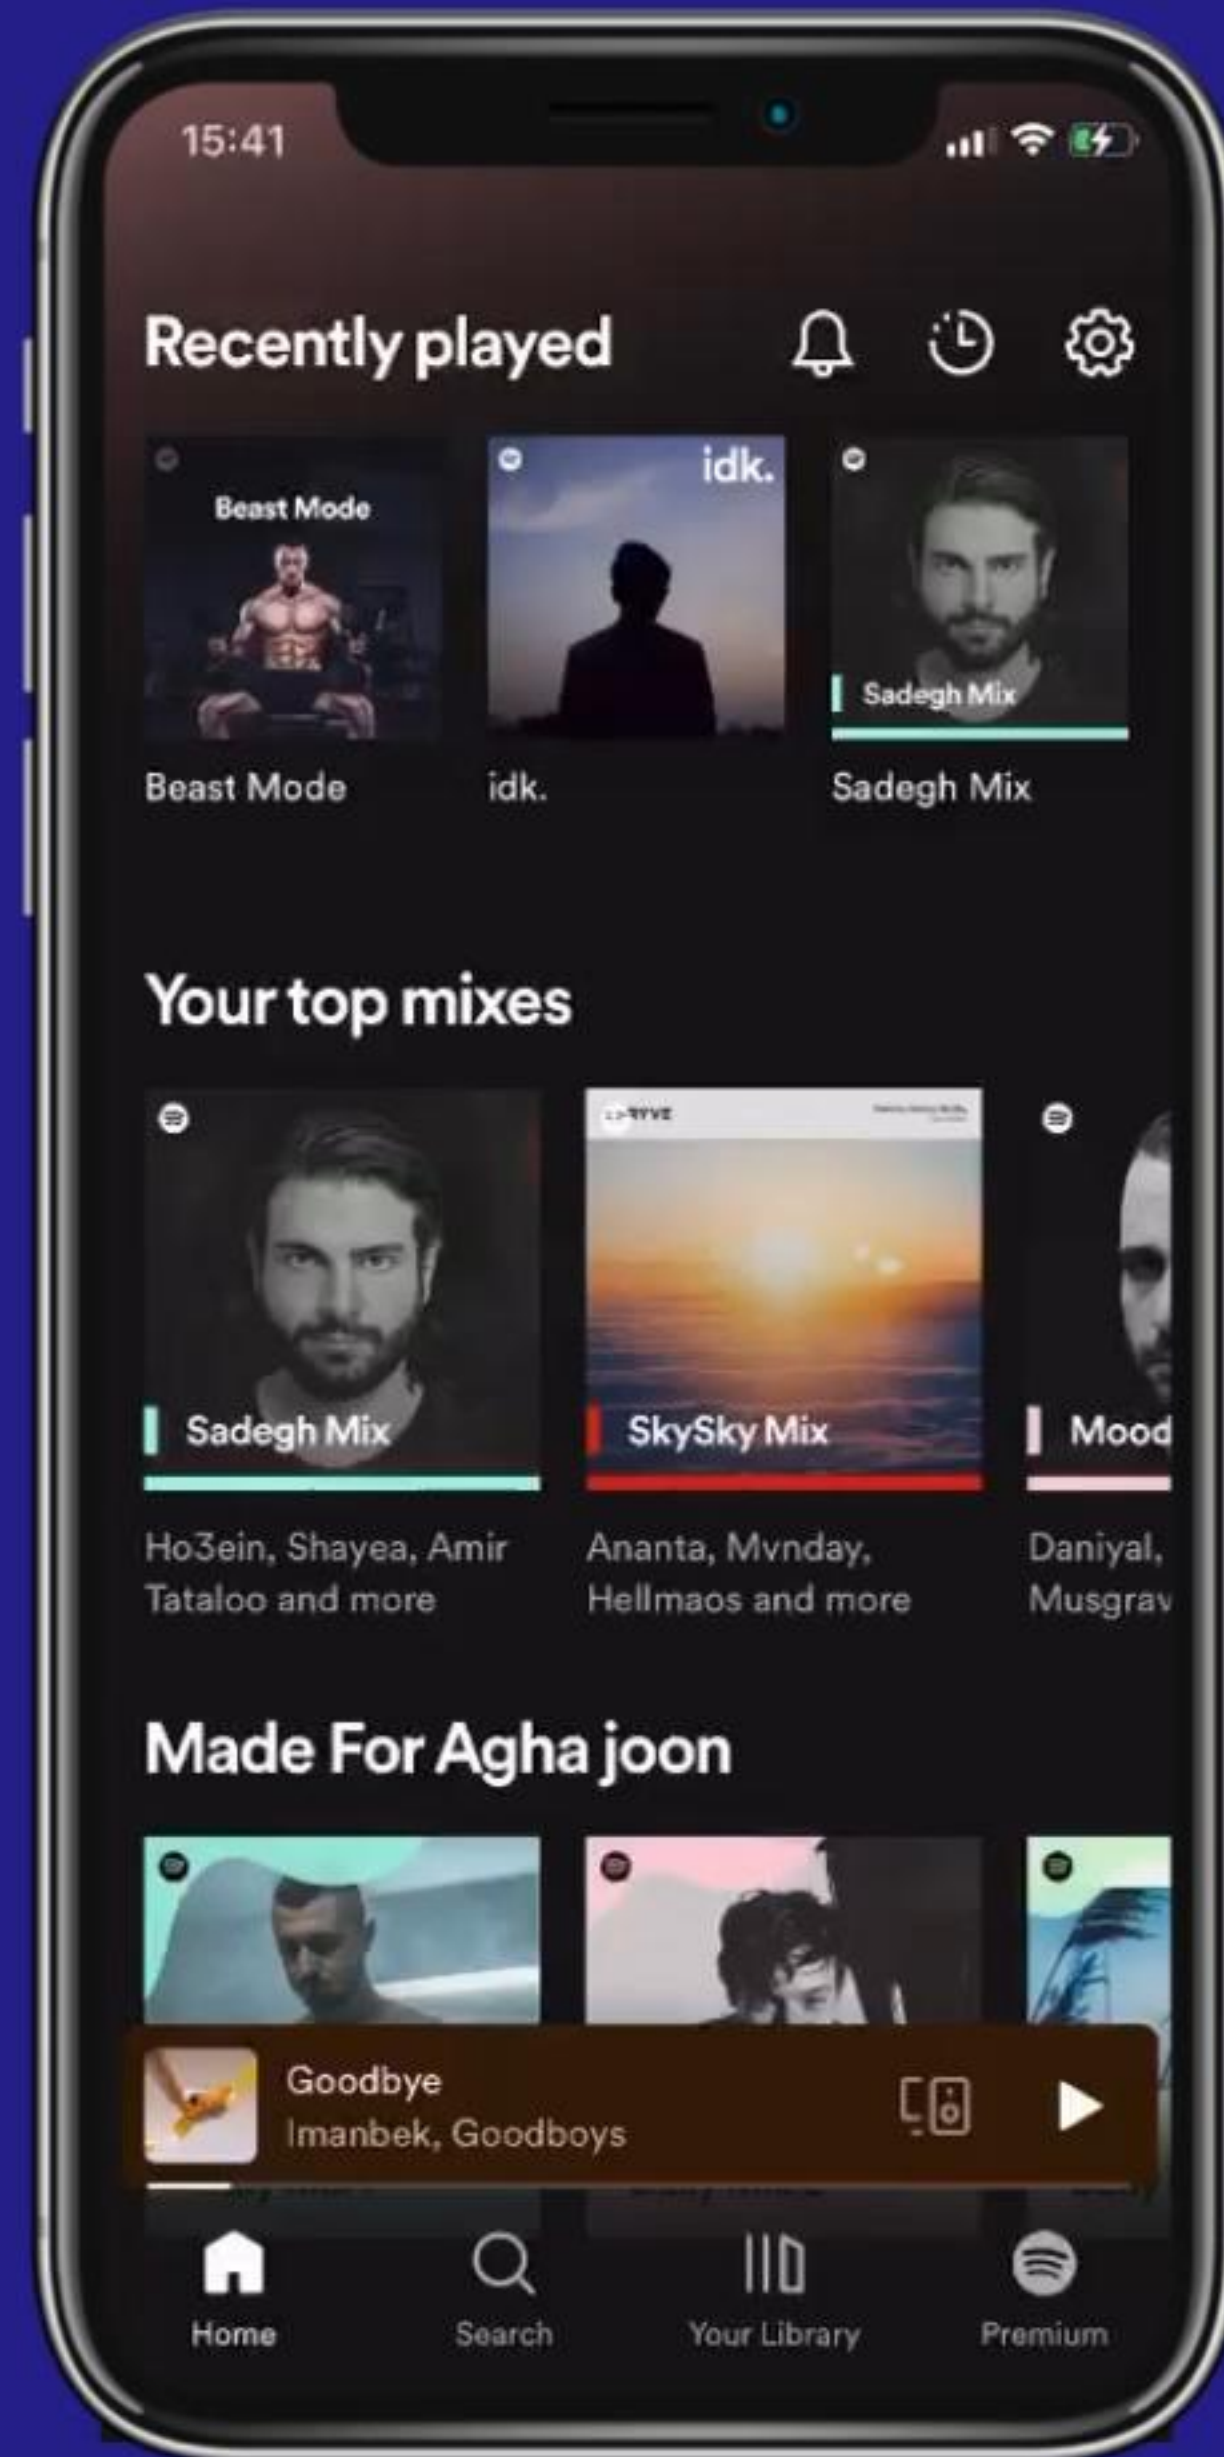 15:41
Recently played
Beast Mode
idk.
Sadegh Mix
Beast Mode
idk.
Sadegh Mix
Your top mixes
RYVE
Sadegh Mix
SkySky Mix
Mood
Ho3ein, Shayea, Amir
Tataloo and more
Ananta, Mvnday,
Hellmaos and more
Daniyal,
Musgrav
Made For Agha joon
Goodbye
Imanbek, Goodboys
Home
Search
Your Library
Premium